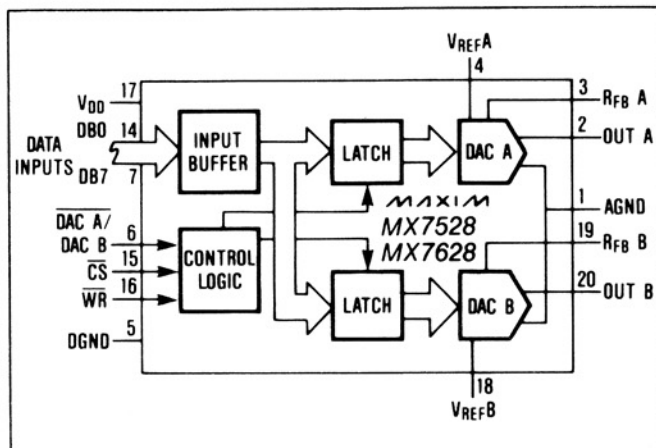 VREFA
4
17
VDD
3
RFB A
DB0
14
DATA
INPUTS
DB7
7
INPUT
BUFFER
LATCH
DAC A
2
OUT A
MAXIM
MX7528
MX7628
1
AGND
DAC A/
DAC B
6
CS
15
WR
16
CONTROL
LOGIC
19
RFB B
LATCH
DAC B
20
OUT B
DGND
5
18
VREFB